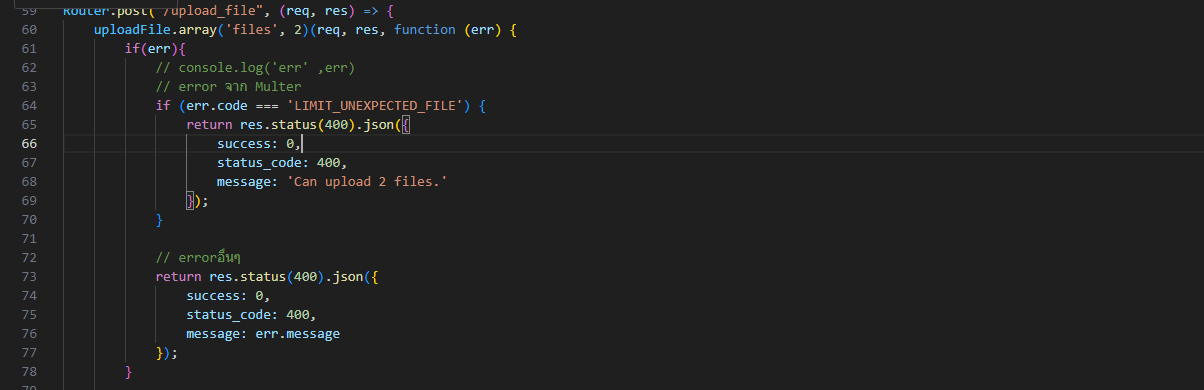 59 Router.post("/upload_file", (req, res) => {
60 uploadFile.array('files', 2)(req, res, function (err) {
61 if(err){
62 // console.log('err' ,err)
63 // error จาก Multer
64 if (err.code === 'LIMIT_UNEXPECTED_FILE') {
65 return res.status(400).json({
66 success: 0,
67 status_code: 400,
68 message: 'Can upload 2 files.'
69 });
70 }
71
72 // errorอื่นๆ
73 return res.status(400).json({
74 success: 0,
75 status_code: 400,
76 message: err.message
77 });
78 }
79